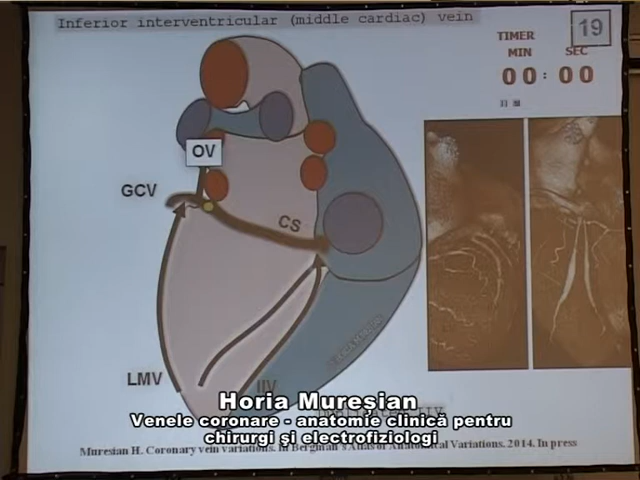 Inferior interventricular (middle cardiac) vein
19
TIMER
MIN SEC
00:00
OV
GCV
CS
LMV
IIV
Horia Mureșian
Venele coronare - anatomie clinică pentru
chirurgi și electrofiziologi
Muresian H. Coronary vein variations. In Bergman's Atlas of Anatomical Variations. 2014. In press